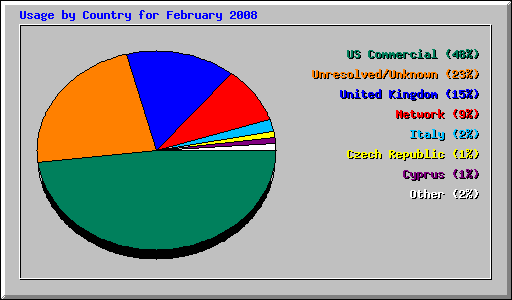 Usage by Country for February 2008
US Commercial (48%)
Unresolved/Unknown (23%)
United Kingdom (15%)
Network (9%)
Italy (2%)
Czech Republic (1%)
Cyprus (1%)
Other (2%)